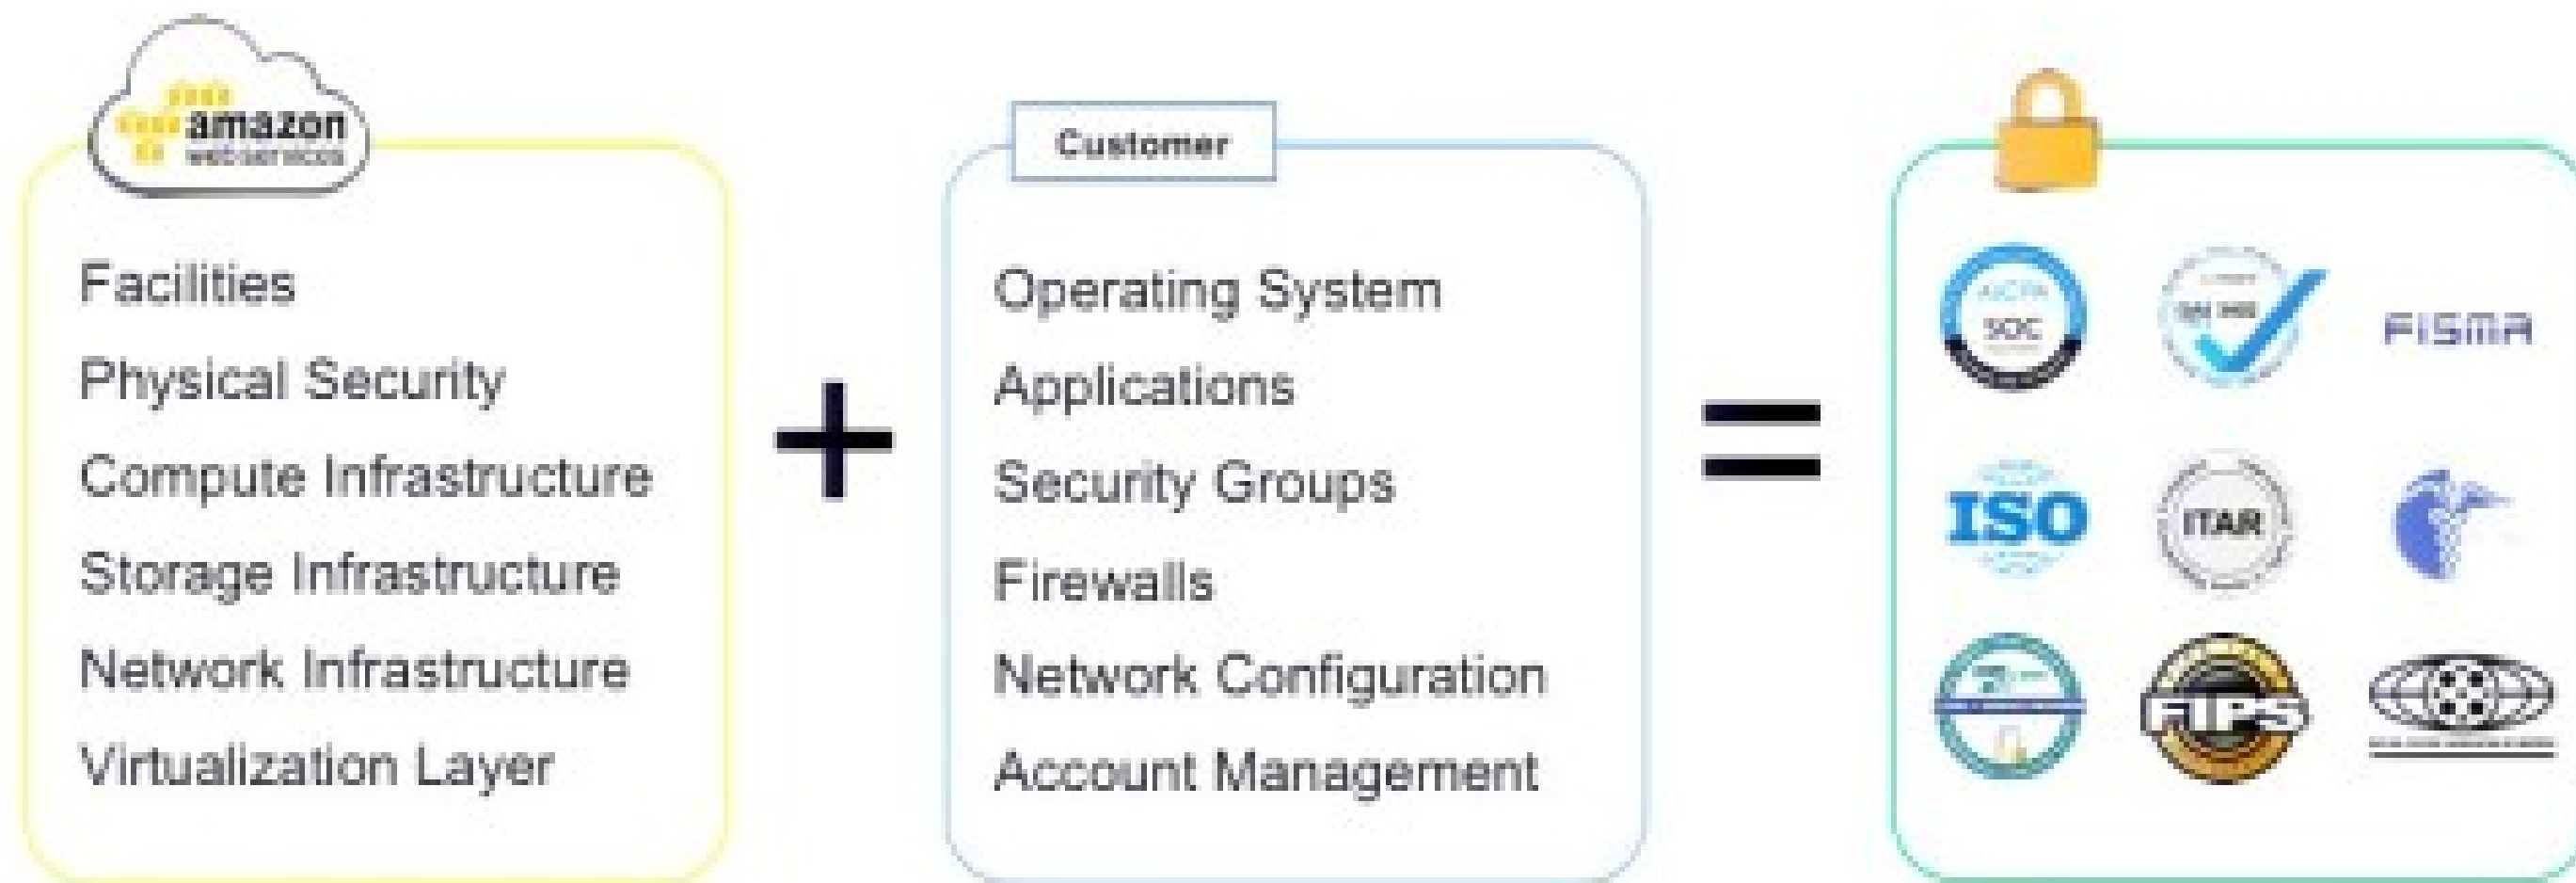 amazon
web services
Facilities
Physical Security
Compute Infrastructure
Storage Infrastructure
Network Infrastructure
Virtualization Layer
+
Customer
Operating System
Applications
Security Groups
Firewalls
Network Configuration
Account Management
=
AICPA
SOC
FISMA
ISO
ITAR
FIPS